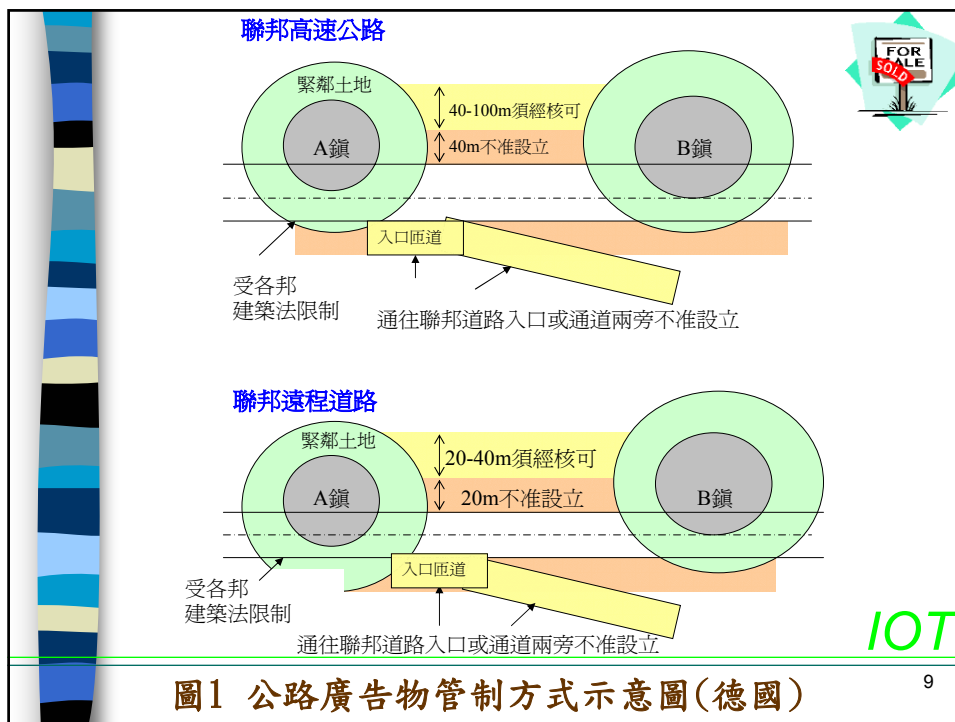 聯邦高速公路
FOR
SALE
SOLD
緊鄰土地
40-100m須經核可
A鎮
40m不准設立
B鎮
入口匝道
受各邦
建築法限制
通往聯邦道路入口或通道兩旁不准設立
聯邦遠程道路
緊鄰土地
20-40m須經核可
A鎮
20m不准設立
B鎮
入口匝道
受各邦
建築法限制
通往聯邦道路入口或通道兩旁不准設立
IOT
圖1 公路廣告物管制方式示意圖(德國)
9